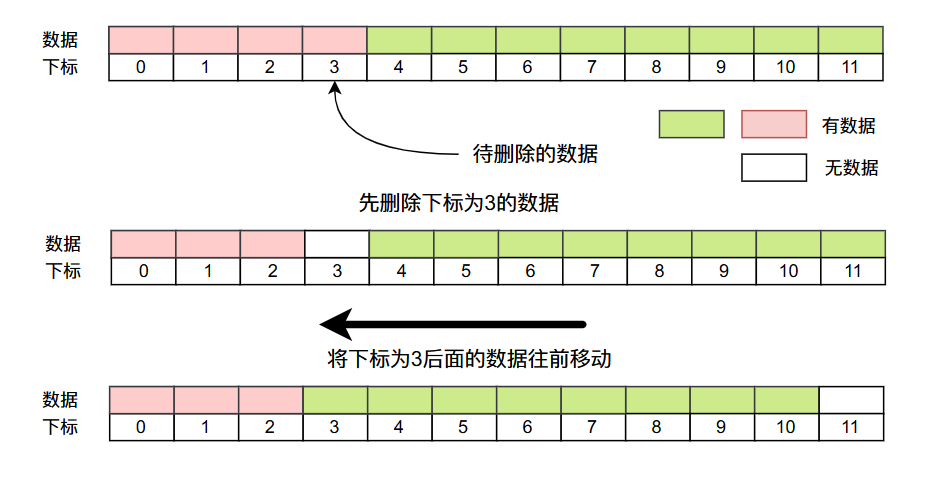 数据
下标 0 1 2 3 4 5 6 7 8 9 10 11
有数据
待删除的数据
无数据
先删除下标为3的数据
数据
下标 0 1 2 3 4 5 6 7 8 9 10 11
将下标为3后面的数据往前移动
数据
下标 0 1 2 3 4 5 6 7 8 9 10 11